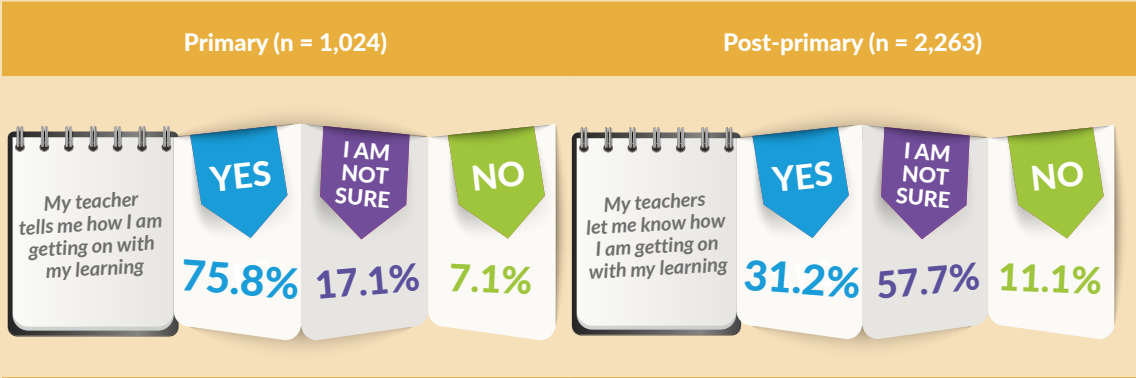 Primary (n = 1,024)
My teacher
tells me how I am
getting on with
my learning
YES
75.8%
I AM
NOT
SURE
17.1%
NO
7.1%
Post-primary (n = 2,263)
My teachers
let me know how
I am getting on
with my learning
YES
31.2%
I AM
NOT
SURE
57.7%
NO
11.1%